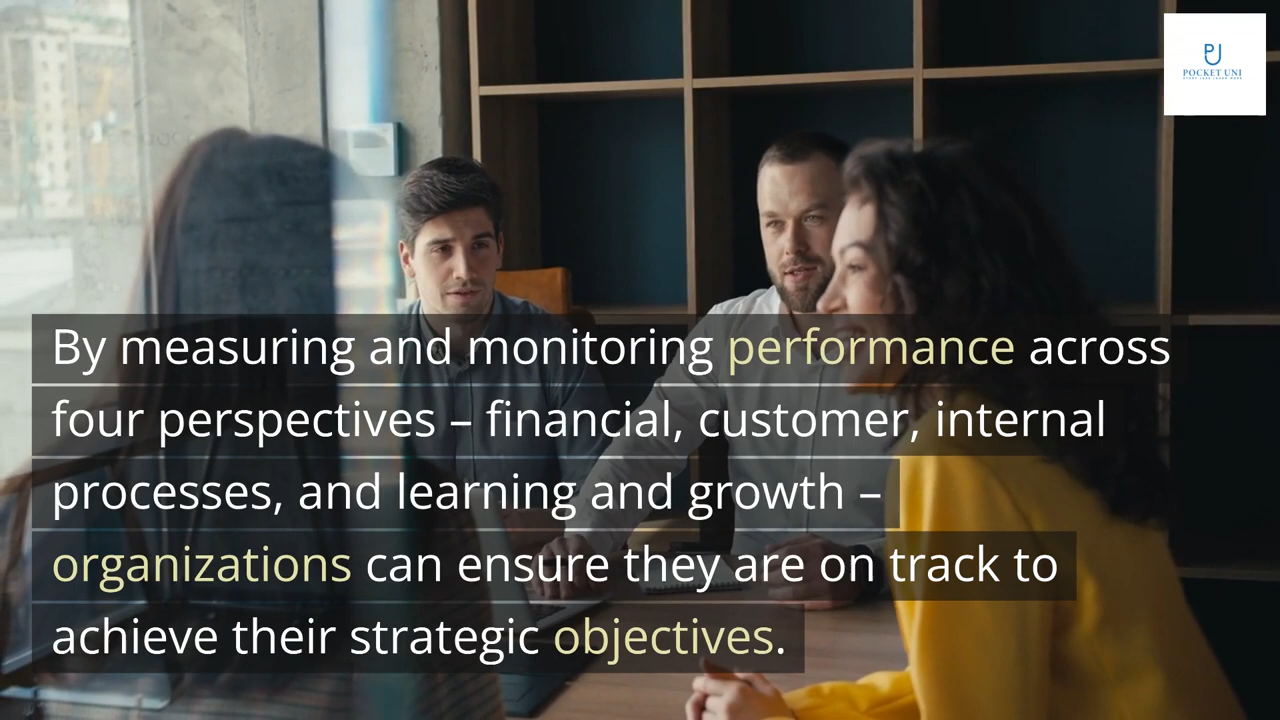 PU
POCKET UNI
By measuring and monitoring performance across
four perspectives – financial, customer, internal
processes, and learning and growth –
organizations can ensure they are on track to
achieve their strategic objectives.